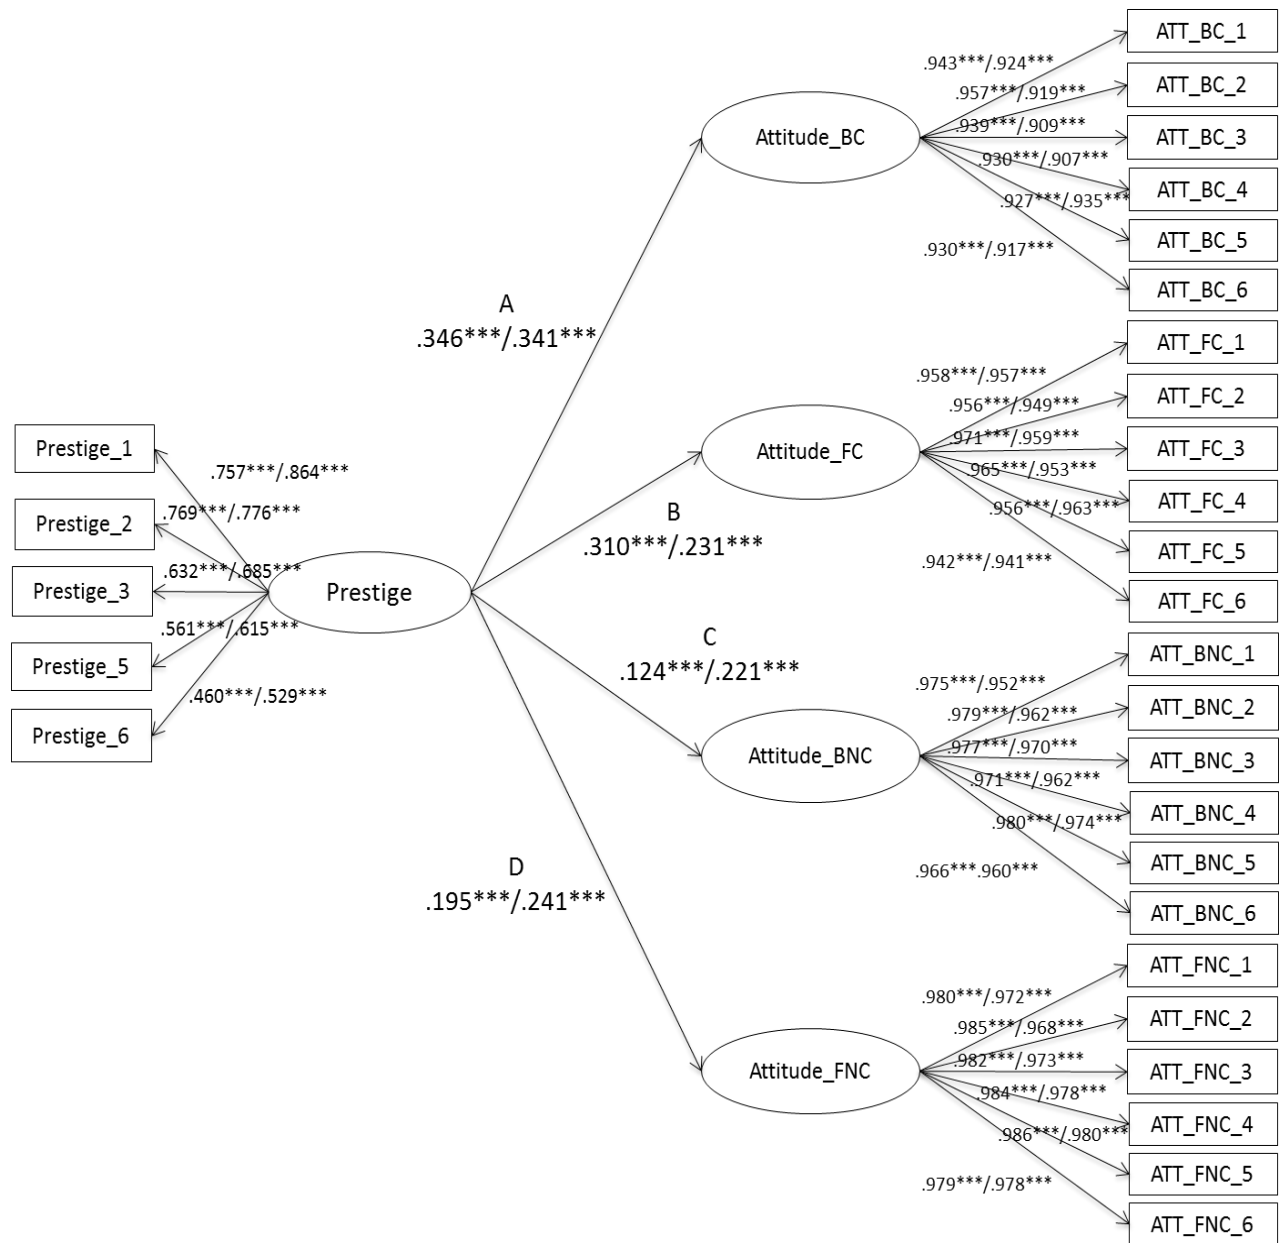 ATT_BC_1
.943***/.924***
ATT_BC_2
.957***/.919***
ATT_BC_3
.939***/.909***
Attitude_BC
.930***/.907***
ATT_BC_4
.927***/.935***
ATT_BC_5
.930***/.917***
ATT_BC_6
A
.346***/.341***
ATT_FC_1
.958***/.957***
ATT_FC_2
.956***/.949***
ATT_FC_3
.971***/.959***
Attitude_FC
.965***/.953***
ATT_FC_4
.956***/.963***
ATT_FC_5
.942***/.941***
ATT_FC_6
B
.310***/.231***
Prestige_1
.757***/.864***
Prestige_2
.769***/.776***
Prestige_3
.632***/.685***
Prestige
.561***/.615***
Prestige_5
.460***/.529***
Prestige_6
C
.124***/.221***
ATT_BNC_1
.975***/.952***
ATT_BNC_2
.979***/.962***
ATT_BNC_3
.977***/.970***
Attitude_BNC
.971***/.962***
ATT_BNC_4
.980***/.974***
ATT_BNC_5
.966***.960***
ATT_BNC_6
D
.195***/.241***
ATT_FNC_1
.980***/.972***
ATT_FNC_2
.985***/.968***
ATT_FNC_3
.982***/.973***
Attitude_FNC
.984***/.978***
ATT_FNC_4
.986***/.980***
ATT_FNC_5
.979***/.978***
ATT_FNC_6